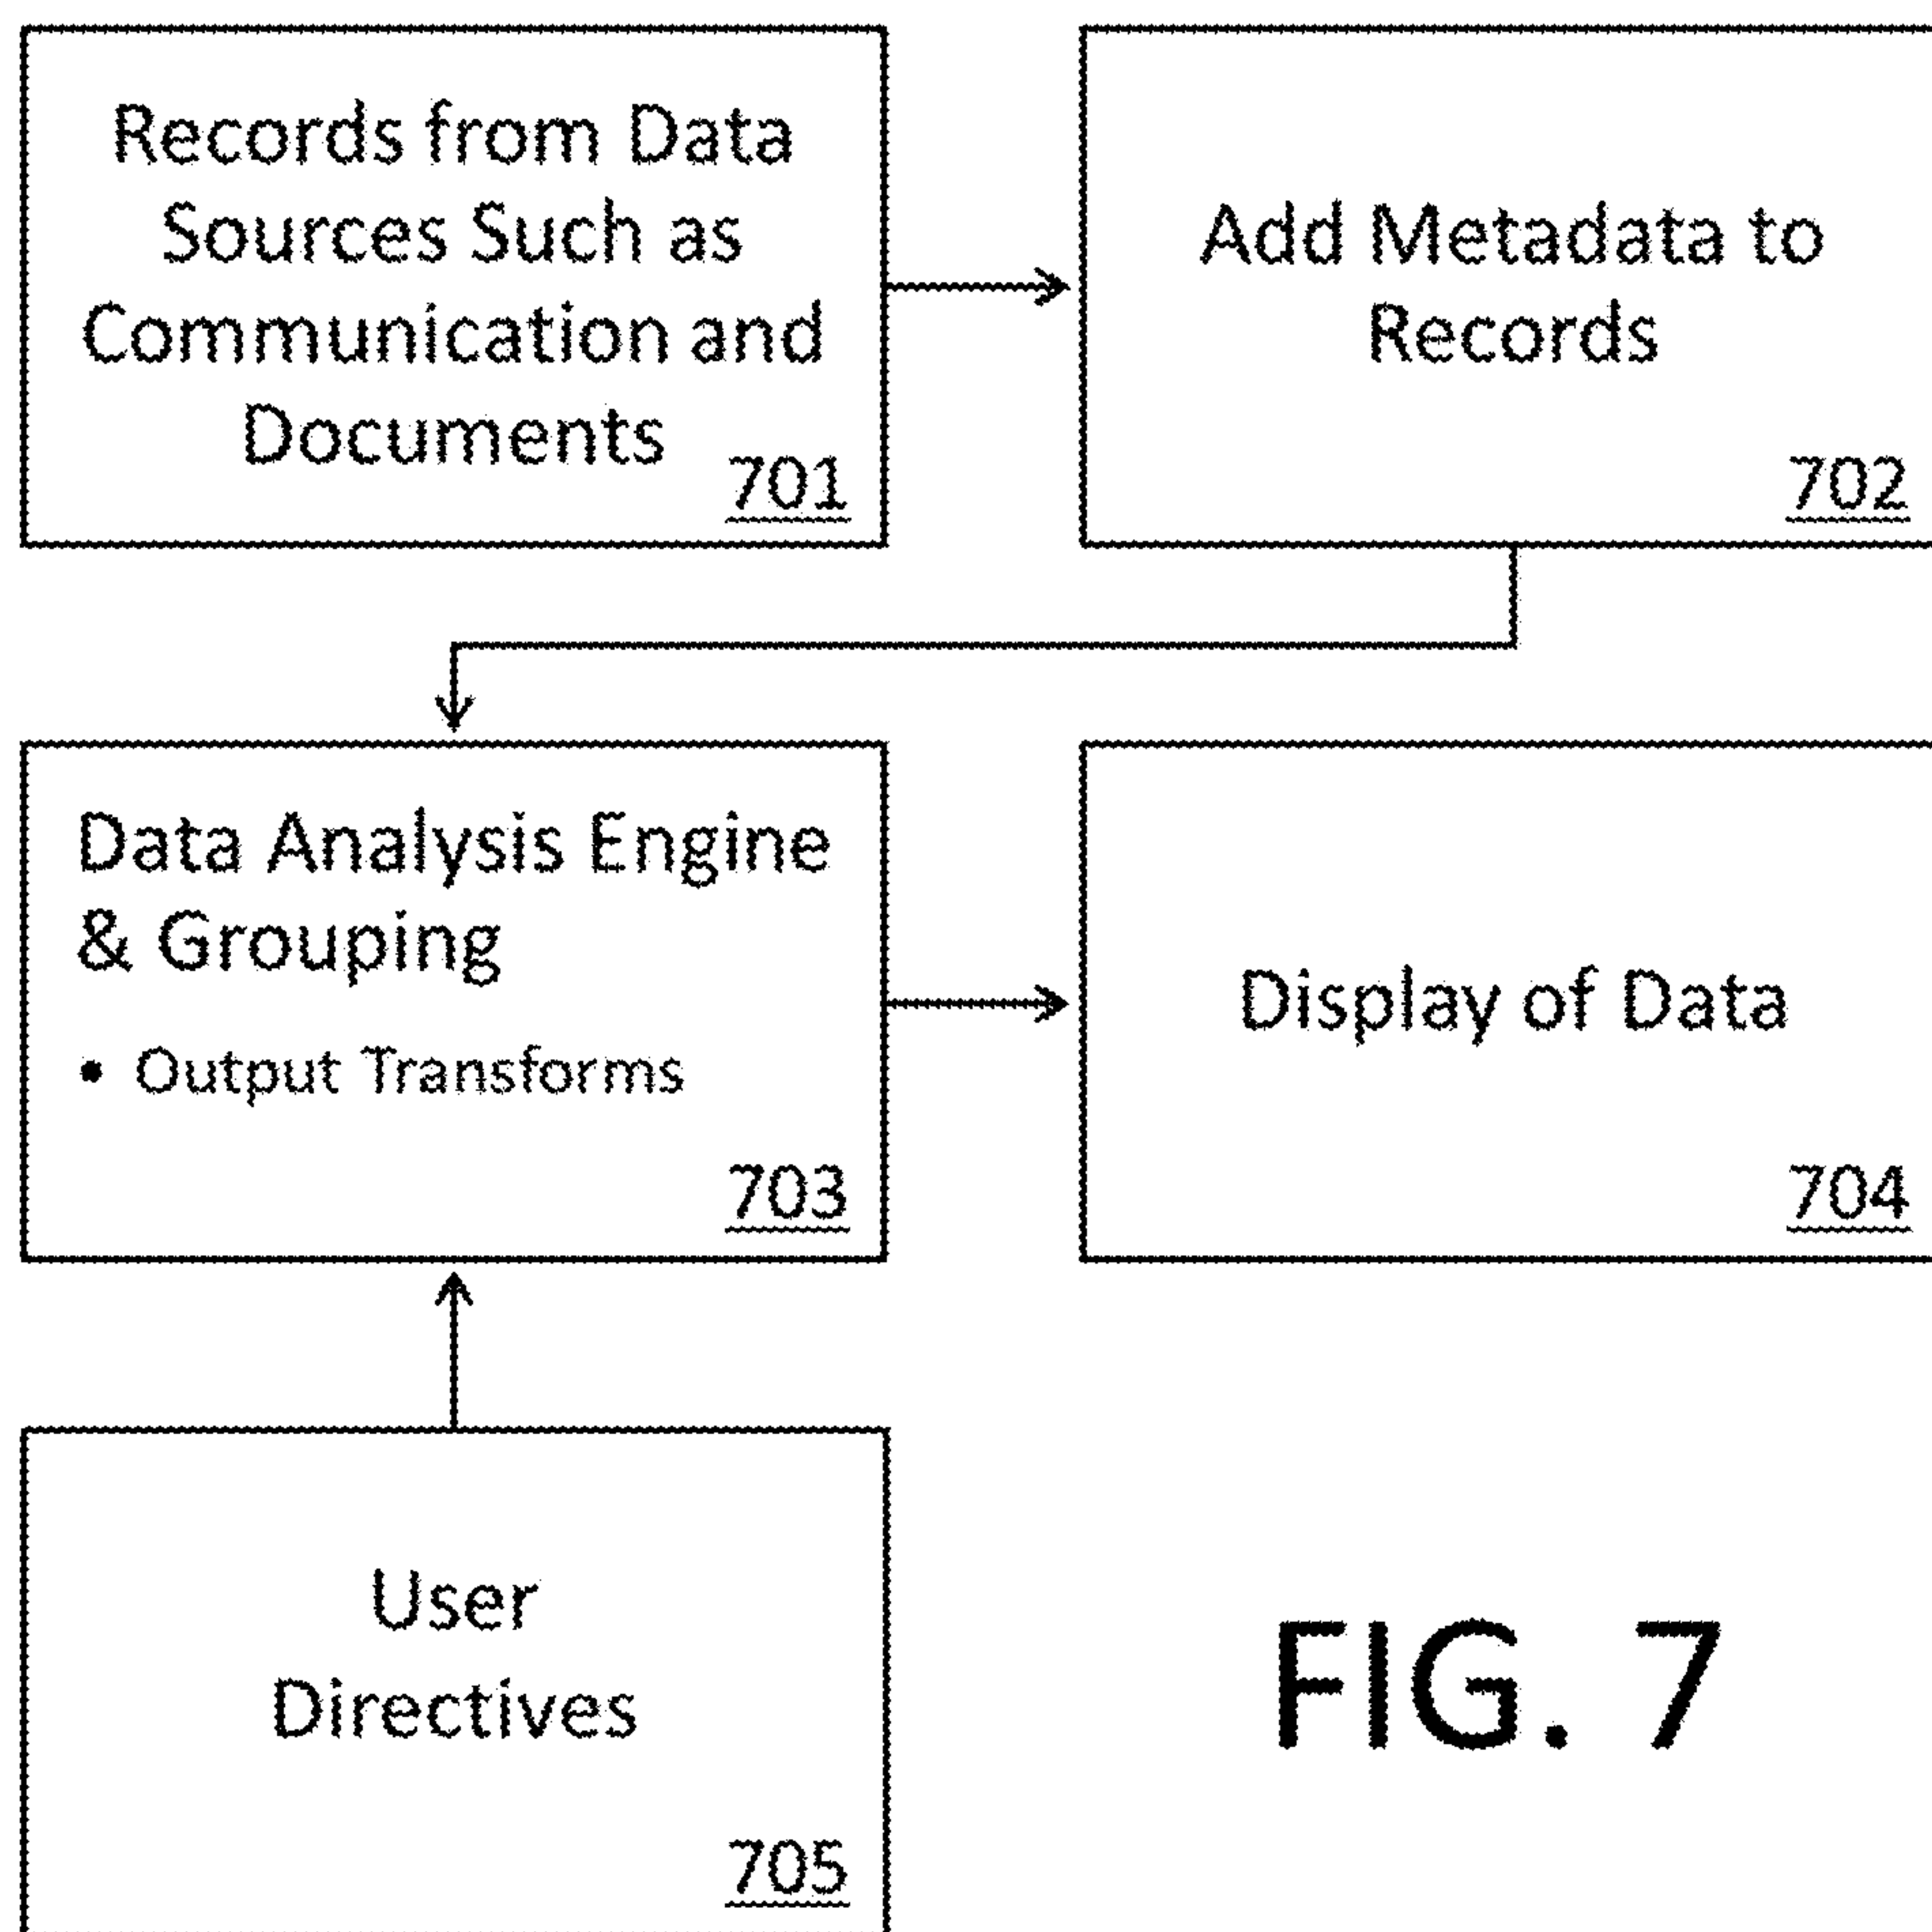 Records from Data
Sources Such as
Communication and
Documents
701
Add Metadata to
Records
702
Data Analysis Engine
& Grouping
• Output Transforms
703
Display of Data
704
User
Directives
705
FIG. 7